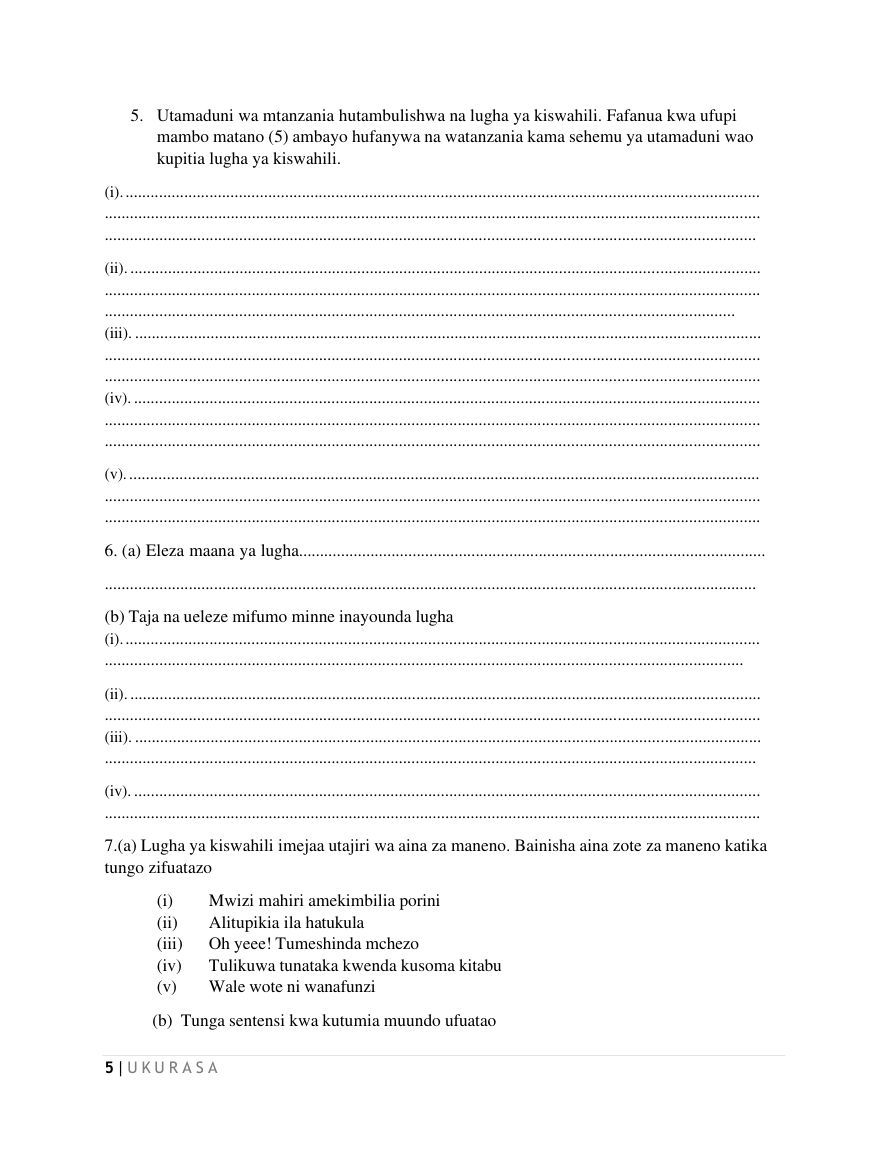 5. Utamaduni wa mtanzania hutambulishwa na lugha ya kiswahili. Fafanua kwa ufupi
mambo matano (5) ambayo hufanywa na watanzania kama sehemu ya utamaduni wao
kupitia lugha ya kiswahili.
(i). ............................................................
............................................................
............................................................
(ii). ............................................................
............................................................
............................................................
(iii). ............................................................
............................................................
............................................................
(iv). ............................................................
............................................................
............................................................
(v). ............................................................
............................................................
............................................................
6. (a) Eleza maana ya lugha............................................................
............................................................
(b) Taja na ueleze mifumo minne inayounda lugha
(i). ............................................................
............................................................
(ii). ............................................................
............................................................
(iii). ............................................................
............................................................
(iv). ............................................................
............................................................
7.(a) Lugha ya kiswahili imejaa utajiri wa aina za maneno. Bainisha aina zote za maneno katika
tungo zifuatazo
(i) Mwizi mahiri amekimbilia porini
(ii) Alitupikia ila hatukula
(iii) Oh yeee! Tumeshinda mchezo
(iv) Tulikuwa tunataka kwenda kusoma kitabu
(v) Wale wote ni wanafunzi
(b) Tunga sentensi kwa kutumia muundo ufuatao
5 | UKURASA